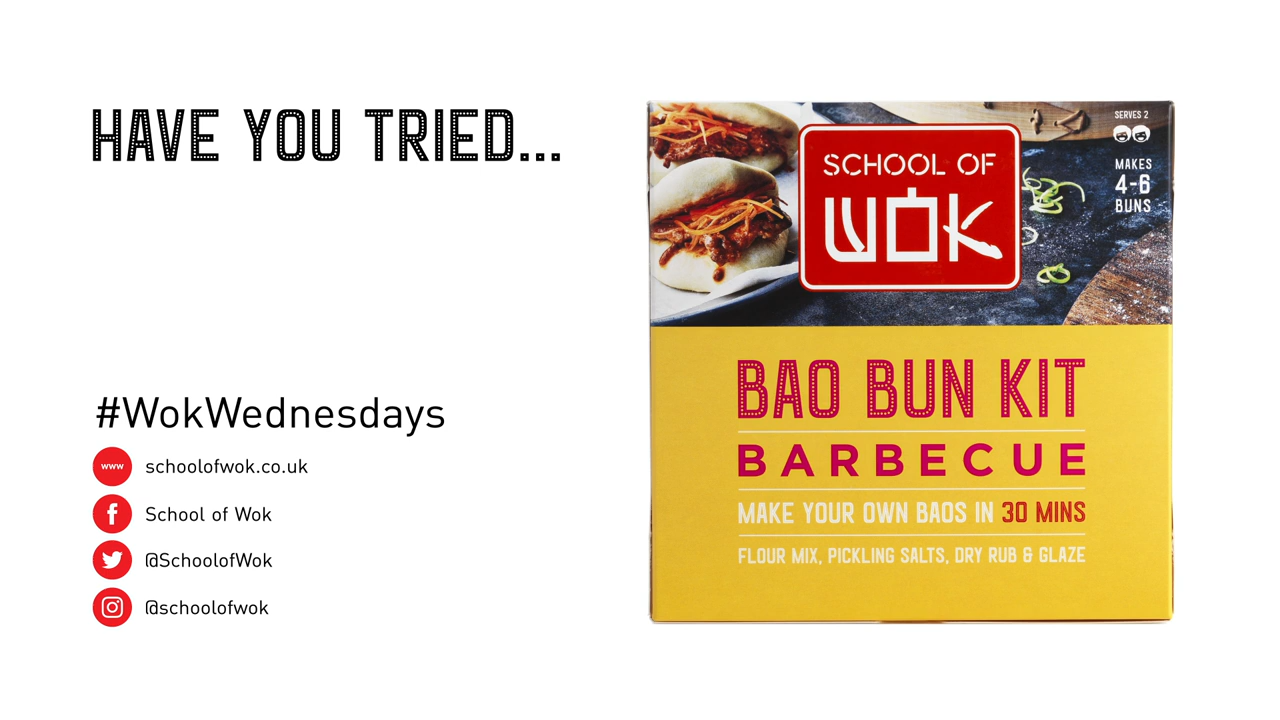 HAVE YOU TRIED...
#WokWednesdays
www schoolofwok.co.uk
School of Wok
@SchoolofWok
@schoolofwok
SCHOOL OF
WOK
SERVES 2
MAKES
4-6
BUNS
BAO BUN KIT
BARBECUE
MAKE YOUR OWN BAOS IN 30 MINS
FLOUR MIX, PICKLING SALTS, DRY RUB & GLAZE